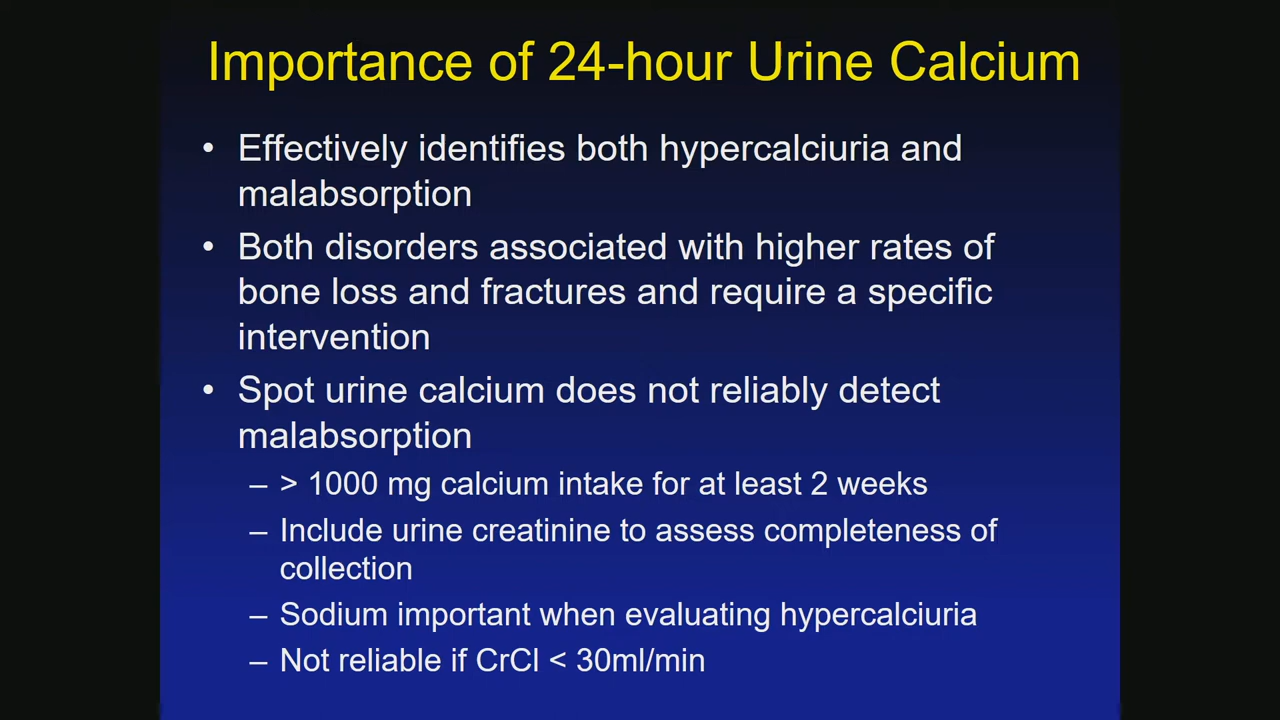 Importance of 24-hour Urine Calcium
• Effectively identifies both hypercalciuria and
malabsorption
• Both disorders associated with higher rates of
bone loss and fractures and require a specific
intervention
• Spot urine calcium does not reliably detect
malabsorption
– > 1000 mg calcium intake for at least 2 weeks
– Include urine creatinine to assess completeness of
collection
– Sodium important when evaluating hypercalciuria
– Not reliable if CrCl < 30ml/min